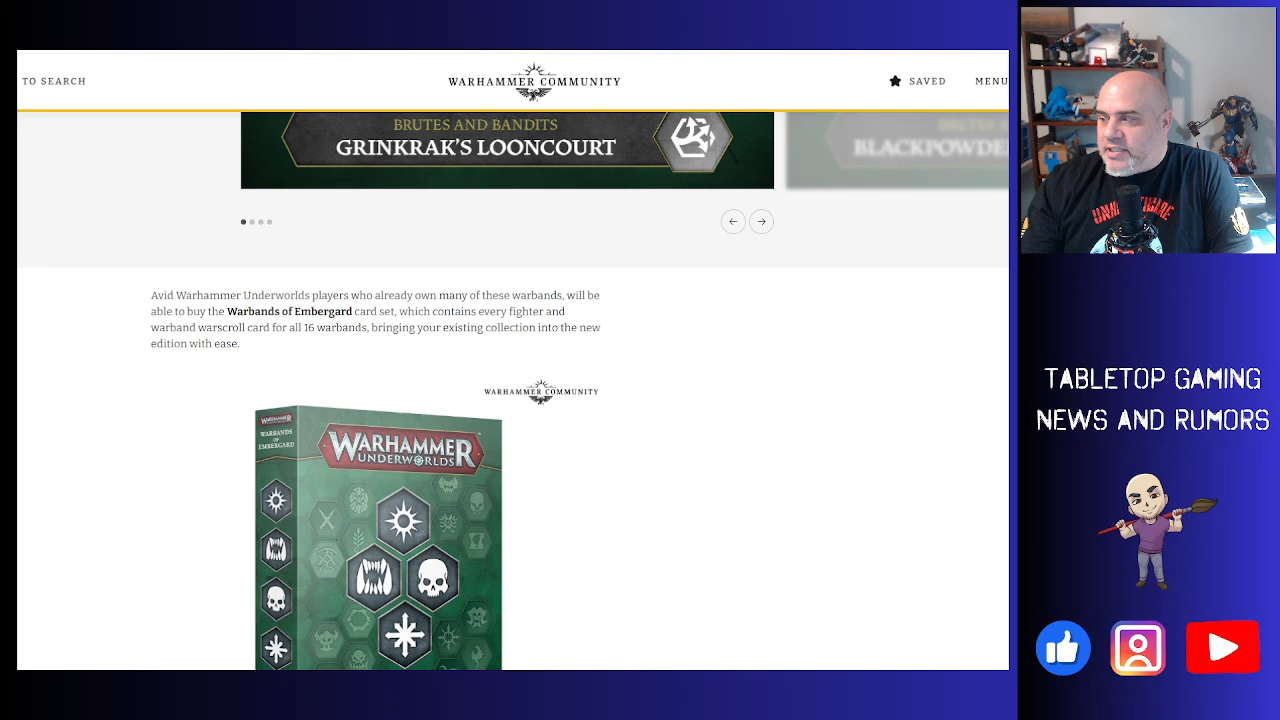 TO SEARCH
WARHAMMER COMMUNITY
SAVED
MENU
BRUTES AND BANDITS
GRINKRAK'S LOONCOURT
BLACKPOWDE
Avid Warhammer Underworlds players who already own many of these warbands, will be
able to buy the Warbands of Embergard card set, which contains every fighter and
warband warscroll card for all 16 warbands, bringing your existing collection into the new
edition with ease.
WARHAMMER COMMUNITY
WARHAMMER
WARBANDS
OF
EMBERGARD
WARHAMMER
UNDERWORLDS
TABLETOP GAMING
NEWS AND RUMORS